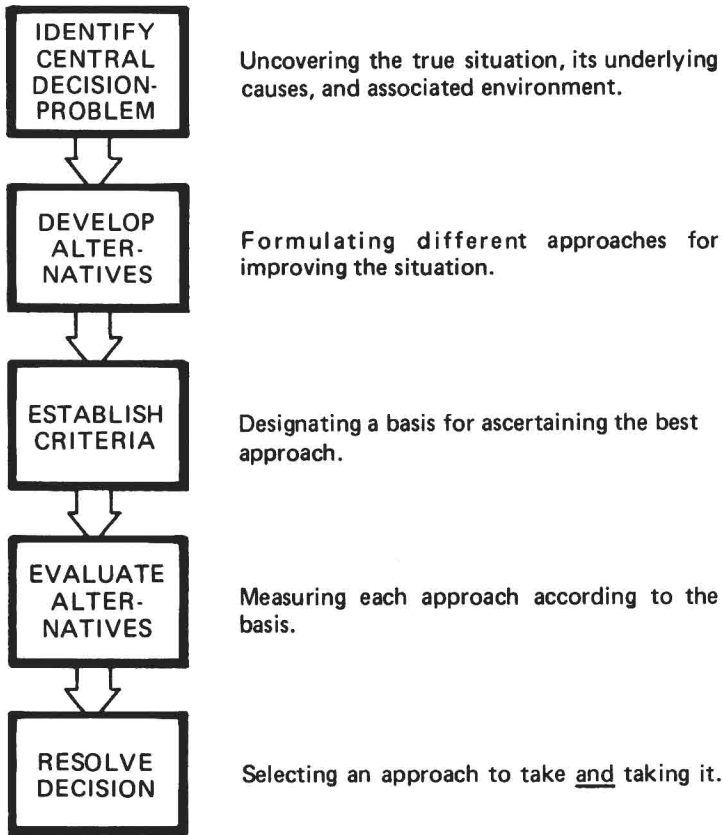 IDENTIFY
CENTRAL
DECISION-
PROBLEM
Uncovering the true situation, its underlying
causes, and associated environment.
DEVELOP
ALTER-
NATIVES
Formulating different approaches for
improving the situation.
ESTABLISH
CRITERIA
Designating a basis for ascertaining the best
approach.
EVALUATE
ALTER-
NATIVES
Measuring each approach according to the
basis.
RESOLVE
DECISION
Selecting an approach to take and taking it.